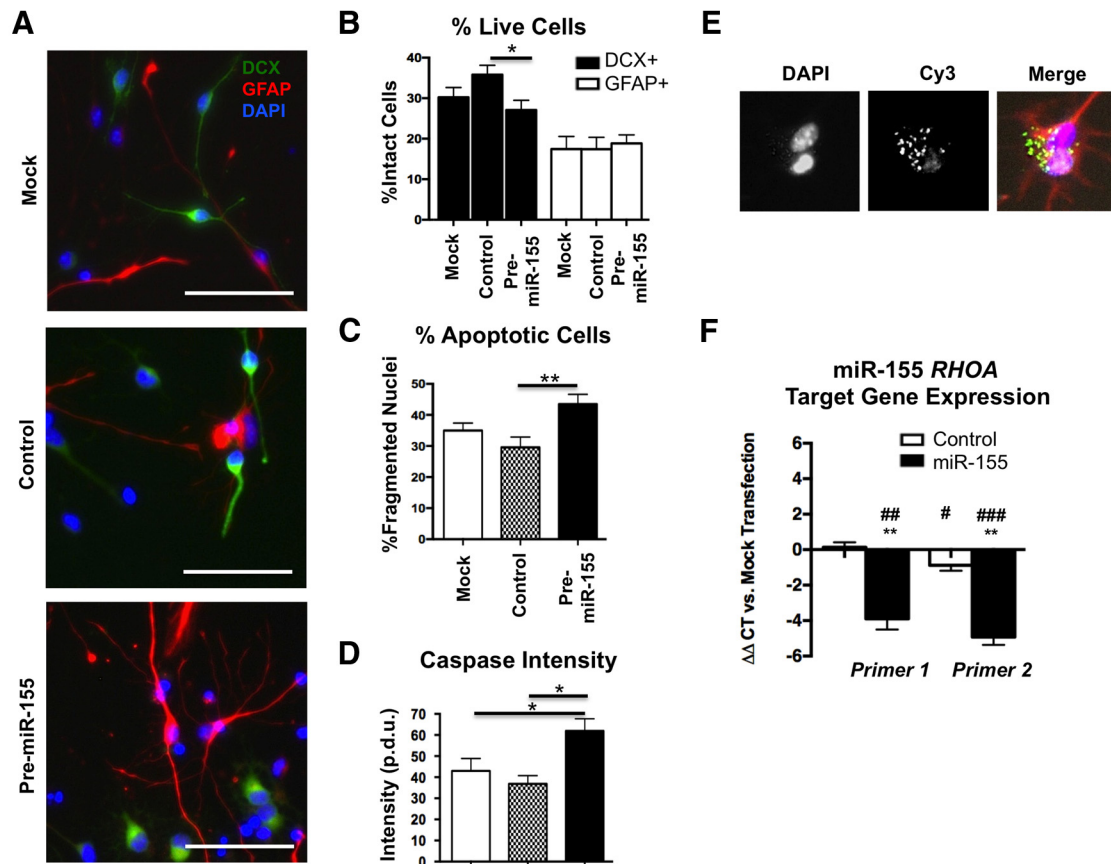 A
DCX
GFAP
DAPI
Mock
Control
Pre-miR-155
B
% Live Cells
*
DCX+
GFAP+
%Intact Cells
40
30
20
10
0
Mock
Control
Pre-
miR-155
Mock
Control
Pre-
miR-155
C
% Apoptotic Cells
**
%Fragmented Nuclei
50
40
30
20
10
0
Mock
Control
Pre-
miR-155
D
Caspase Intensity
*
*
Intensity (p.d.u.)
70
60
50
40
30
20
10
0
E
DAPI
Cy3
Merge
F
miR-155 RHOA
Target Gene Expression
Control
miR-155
ΔΔ CT vs. Mock Transfection
6
4
2
0
-2
-4
-6
## # ###
** **
Primer 1 Primer 2